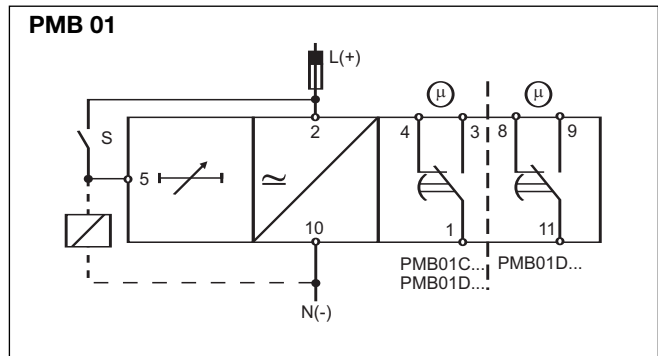 PMB 01
L(+)
µ µ
2 4 3 8 9
S
5
≃
10 1 11
PMB01C... PMB01D...
PMB01D...
N(-)